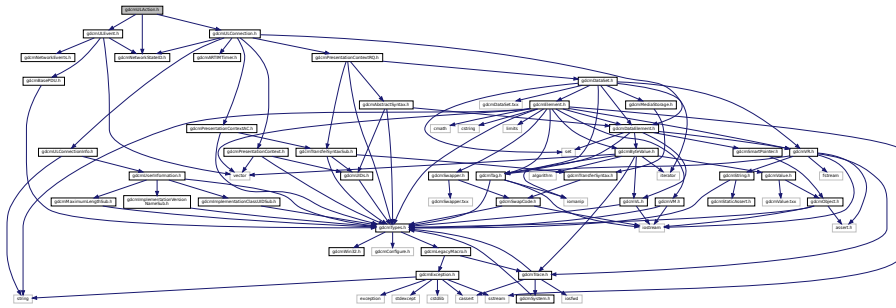 gdcmULAction.h
gdcmULEvent.h
gdcmULConnection.h
gdcmNetworkEvents.h
gdcmNetworkStateID.h
gdcmARTIMTimer.h
gdcmPresentationContextRQ.h
gdcmBasePDU.h
gdcmDataSet.h
gdcmAbstractSyntax.h
gdcmDataSet.txx
gdcmElement.h
gdcmMediaStorage.h
gdcmPresentationContextAC.h
cmath
cstring
limits
gdcmDataElement.h
gdcmULConnectionInfo.h
gdcmPresentationContext.h
gdcmTransferSyntaxSub.h
set
gdcmByteValue.h
gdcmSmartPointer.h
gdcmVR.h
gdcmUserInformation.h
vector
gdcmUIDs.h
gdcmSwapper.h
gdcmTag.h
algorithm
gdcmTransferSyntax.h
iterator
gdcmString.h
gdcmValue.h
fstream
gdcmMaximumLengthSub.h
gdcmImplementationVersion
NameSub.h
gdcmImplementationClassUIDSub.h
gdcmSwapper.txx
gdcmSwapCode.h
iomanip
gdcmVL.h
gdcmVM.h
gdcmStaticAssert.h
gdcmValue.txx
gdcmObject.h
gdcmTypes.h
iostream
assert.h
gdcmWin32.h
gdcmConfigure.h
gdcmLegacyMacro.h
gdcmException.h
gdcmTrace.h
string
exception
stdexcept
cstdlib
cassert
sstream
gdcmSystem.h
iosfwd